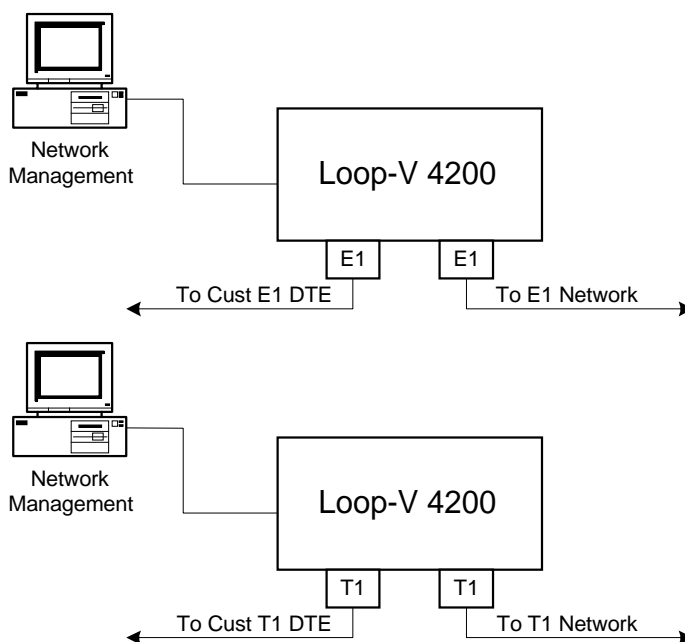 Network
Management
Loop-V 4200
E1
E1
To Cust E1 DTE
To E1 Network
Network
Management
Loop-V 4200
T1
T1
To Cust T1 DTE
To T1 Network